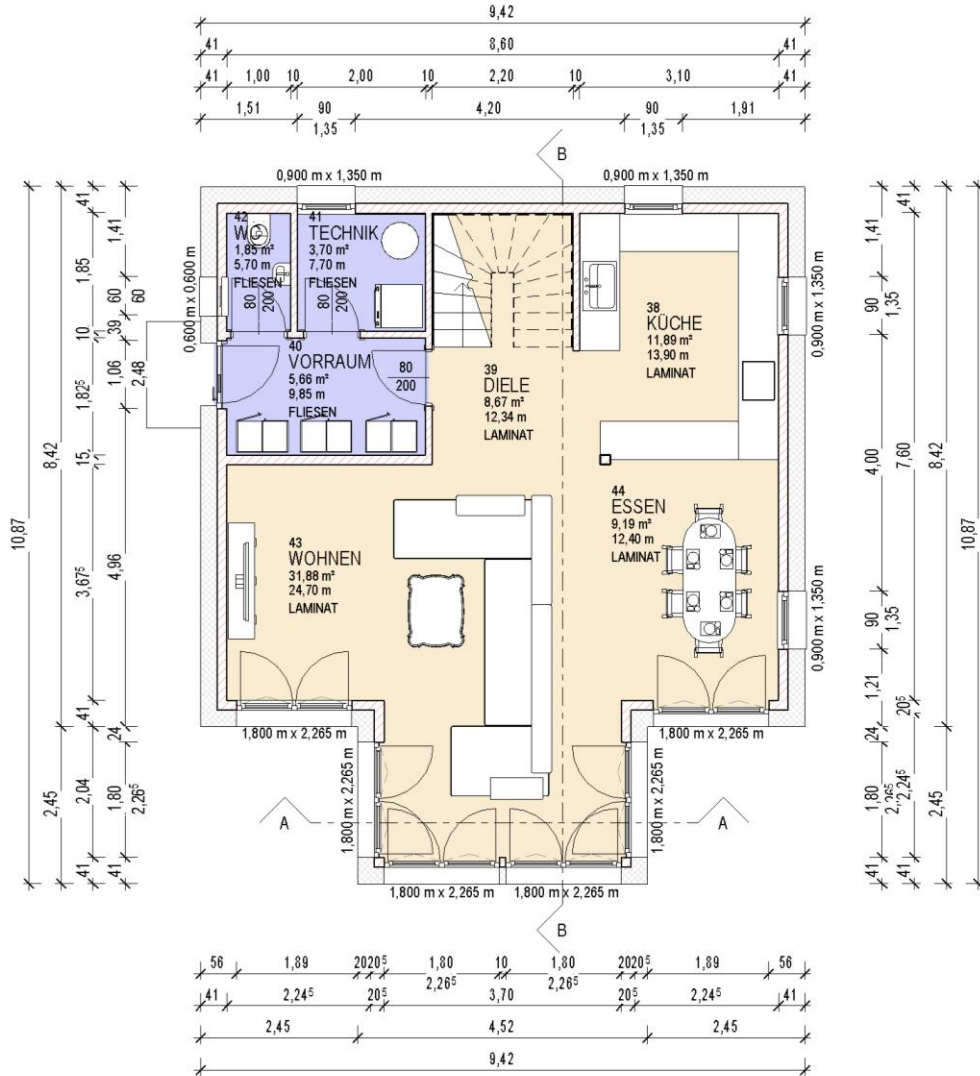 9,42
41 8,60 41
41 1,00 10 2,00 10 2,20 10 3,10 41
1,51 90 4,20 90 1,91
1,35 1,35
B
0,900 m x 1,350 m 0,900 m x 1,350 m
42
WC
1,85 m²
5,70 m
FLIESEN
80
200
41
TECHNIK
3,70 m²
7,70 m
FLIESEN
80
200
40
VORRAUM
5,66 m²
9,85 m
FLIESEN
80
200
39
DIELE
8,67 m²
12,34 m
LAMINAT
38
KÜCHE
11,89 m²
13,90 m
LAMINAT
44
ESSEN
9,19 m²
12,40 m
LAMINAT
43
WOHNEN
31,88 m²
24,70 m
LAMINAT
10,87
8,42
2,45
41
1,85
10
1,82⁵
15
3,67⁵
41
2,04
41
1,41
60
60
39
1,06
4,96
24
1,80
2,26⁵
41
2,48
0,600 m x 0,600 m
0,900 m x 1,350 m
0,900 m x 1,350 m
41
1,41
90
1,35
4,00
90
1,35
1,21
24
1,80
2,26⁵
41
41
7,60
20⁵
2,24⁵
41
8,42
2,45
10,87
1,800 m x 2,265 m 1,800 m x 2,265 m
1,800 m x 2,265 m 1,800 m x 2,265 m
A A
1,800 m x 2,265 m 1,800 m x 2,265 m
B
56 1,89 20 20⁵ 1,80 10 1,80 20 20⁵ 1,89 56
2,26⁵ 2,26⁵
41 2,24⁵ 20⁵ 3,70 20⁵ 2,24⁵ 41
2,45 4,52 2,45
9,42